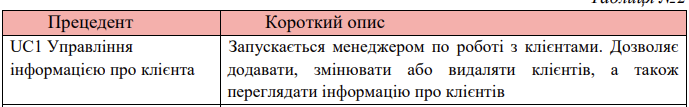 Таблиця №2
Прецедент Короткий опис
UC1 Управління Запускається менеджером по роботі з клієнтами. Дозволяє
інформацією про клієнта додавати, змінювати або видаляти клієнтів, а також
переглядати інформацію про клієнтів